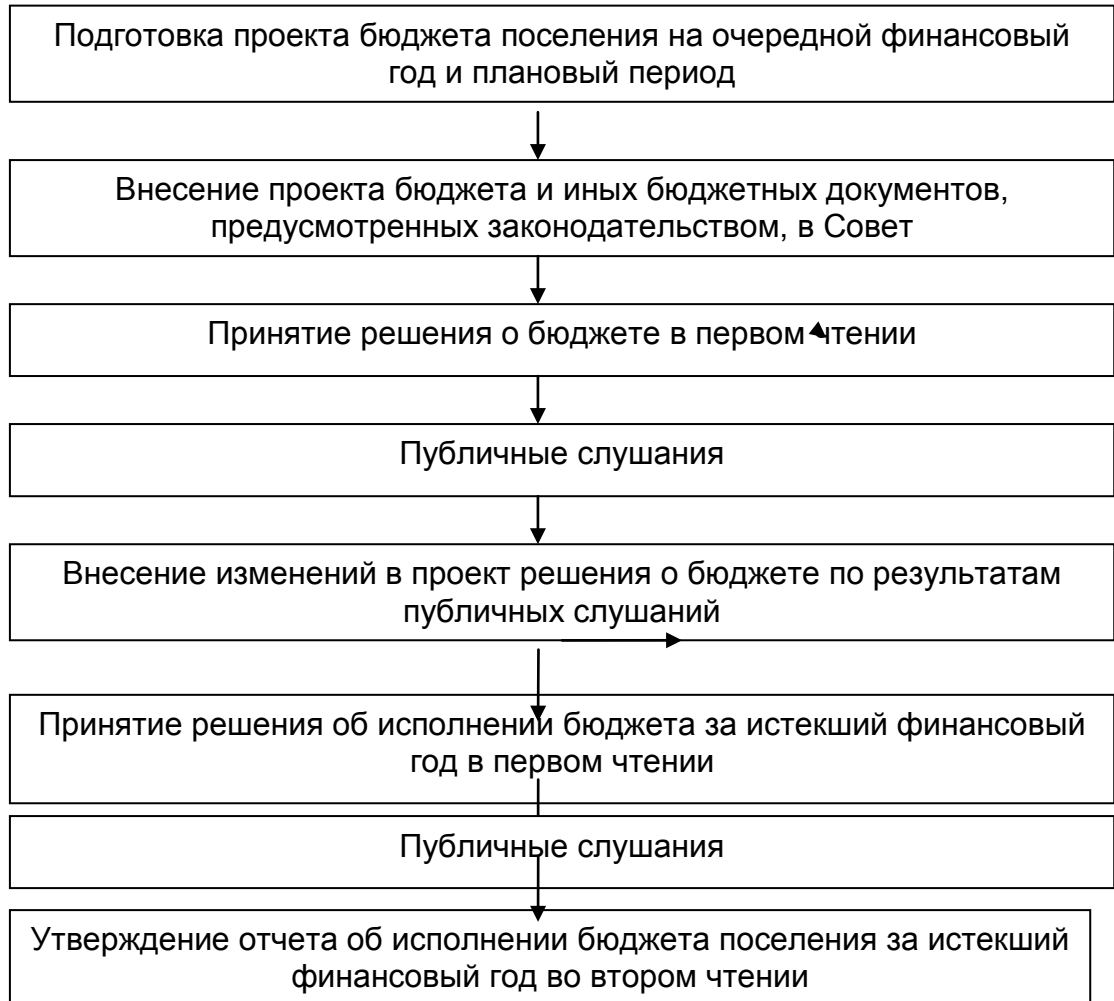 Подготовка проекта бюджета поселения на очередной финансовый
год и плановый период
Внесение проекта бюджета и иных бюджетных документов,
предусмотренных законодательством, в Совет
Принятие решения о бюджете в первом чтении
Публичные слушания
Внесение изменений в проект решения о бюджете по результатам
публичных слушаний
Принятие решения об исполнении бюджета за истекший финансовый
год в первом чтении
Публичные слушания
Утверждение отчета об исполнении бюджета поселения за истекший
финансовый год во втором чтении